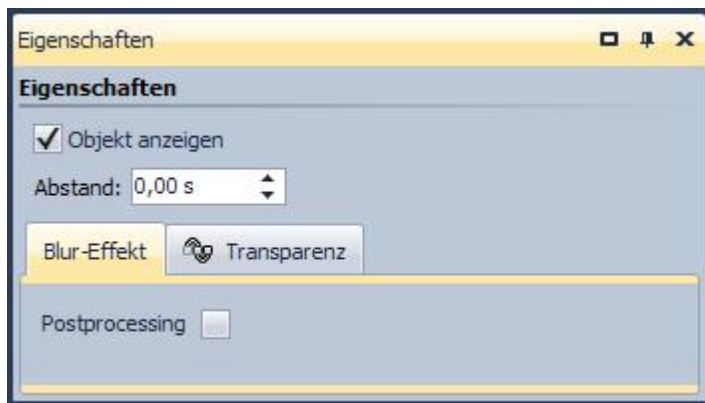 Eigenschaften
Eigenschaften
Objekt anzeigen
Abstand: 0,00 s
Blur-Effekt Transparenz
Postprocessing